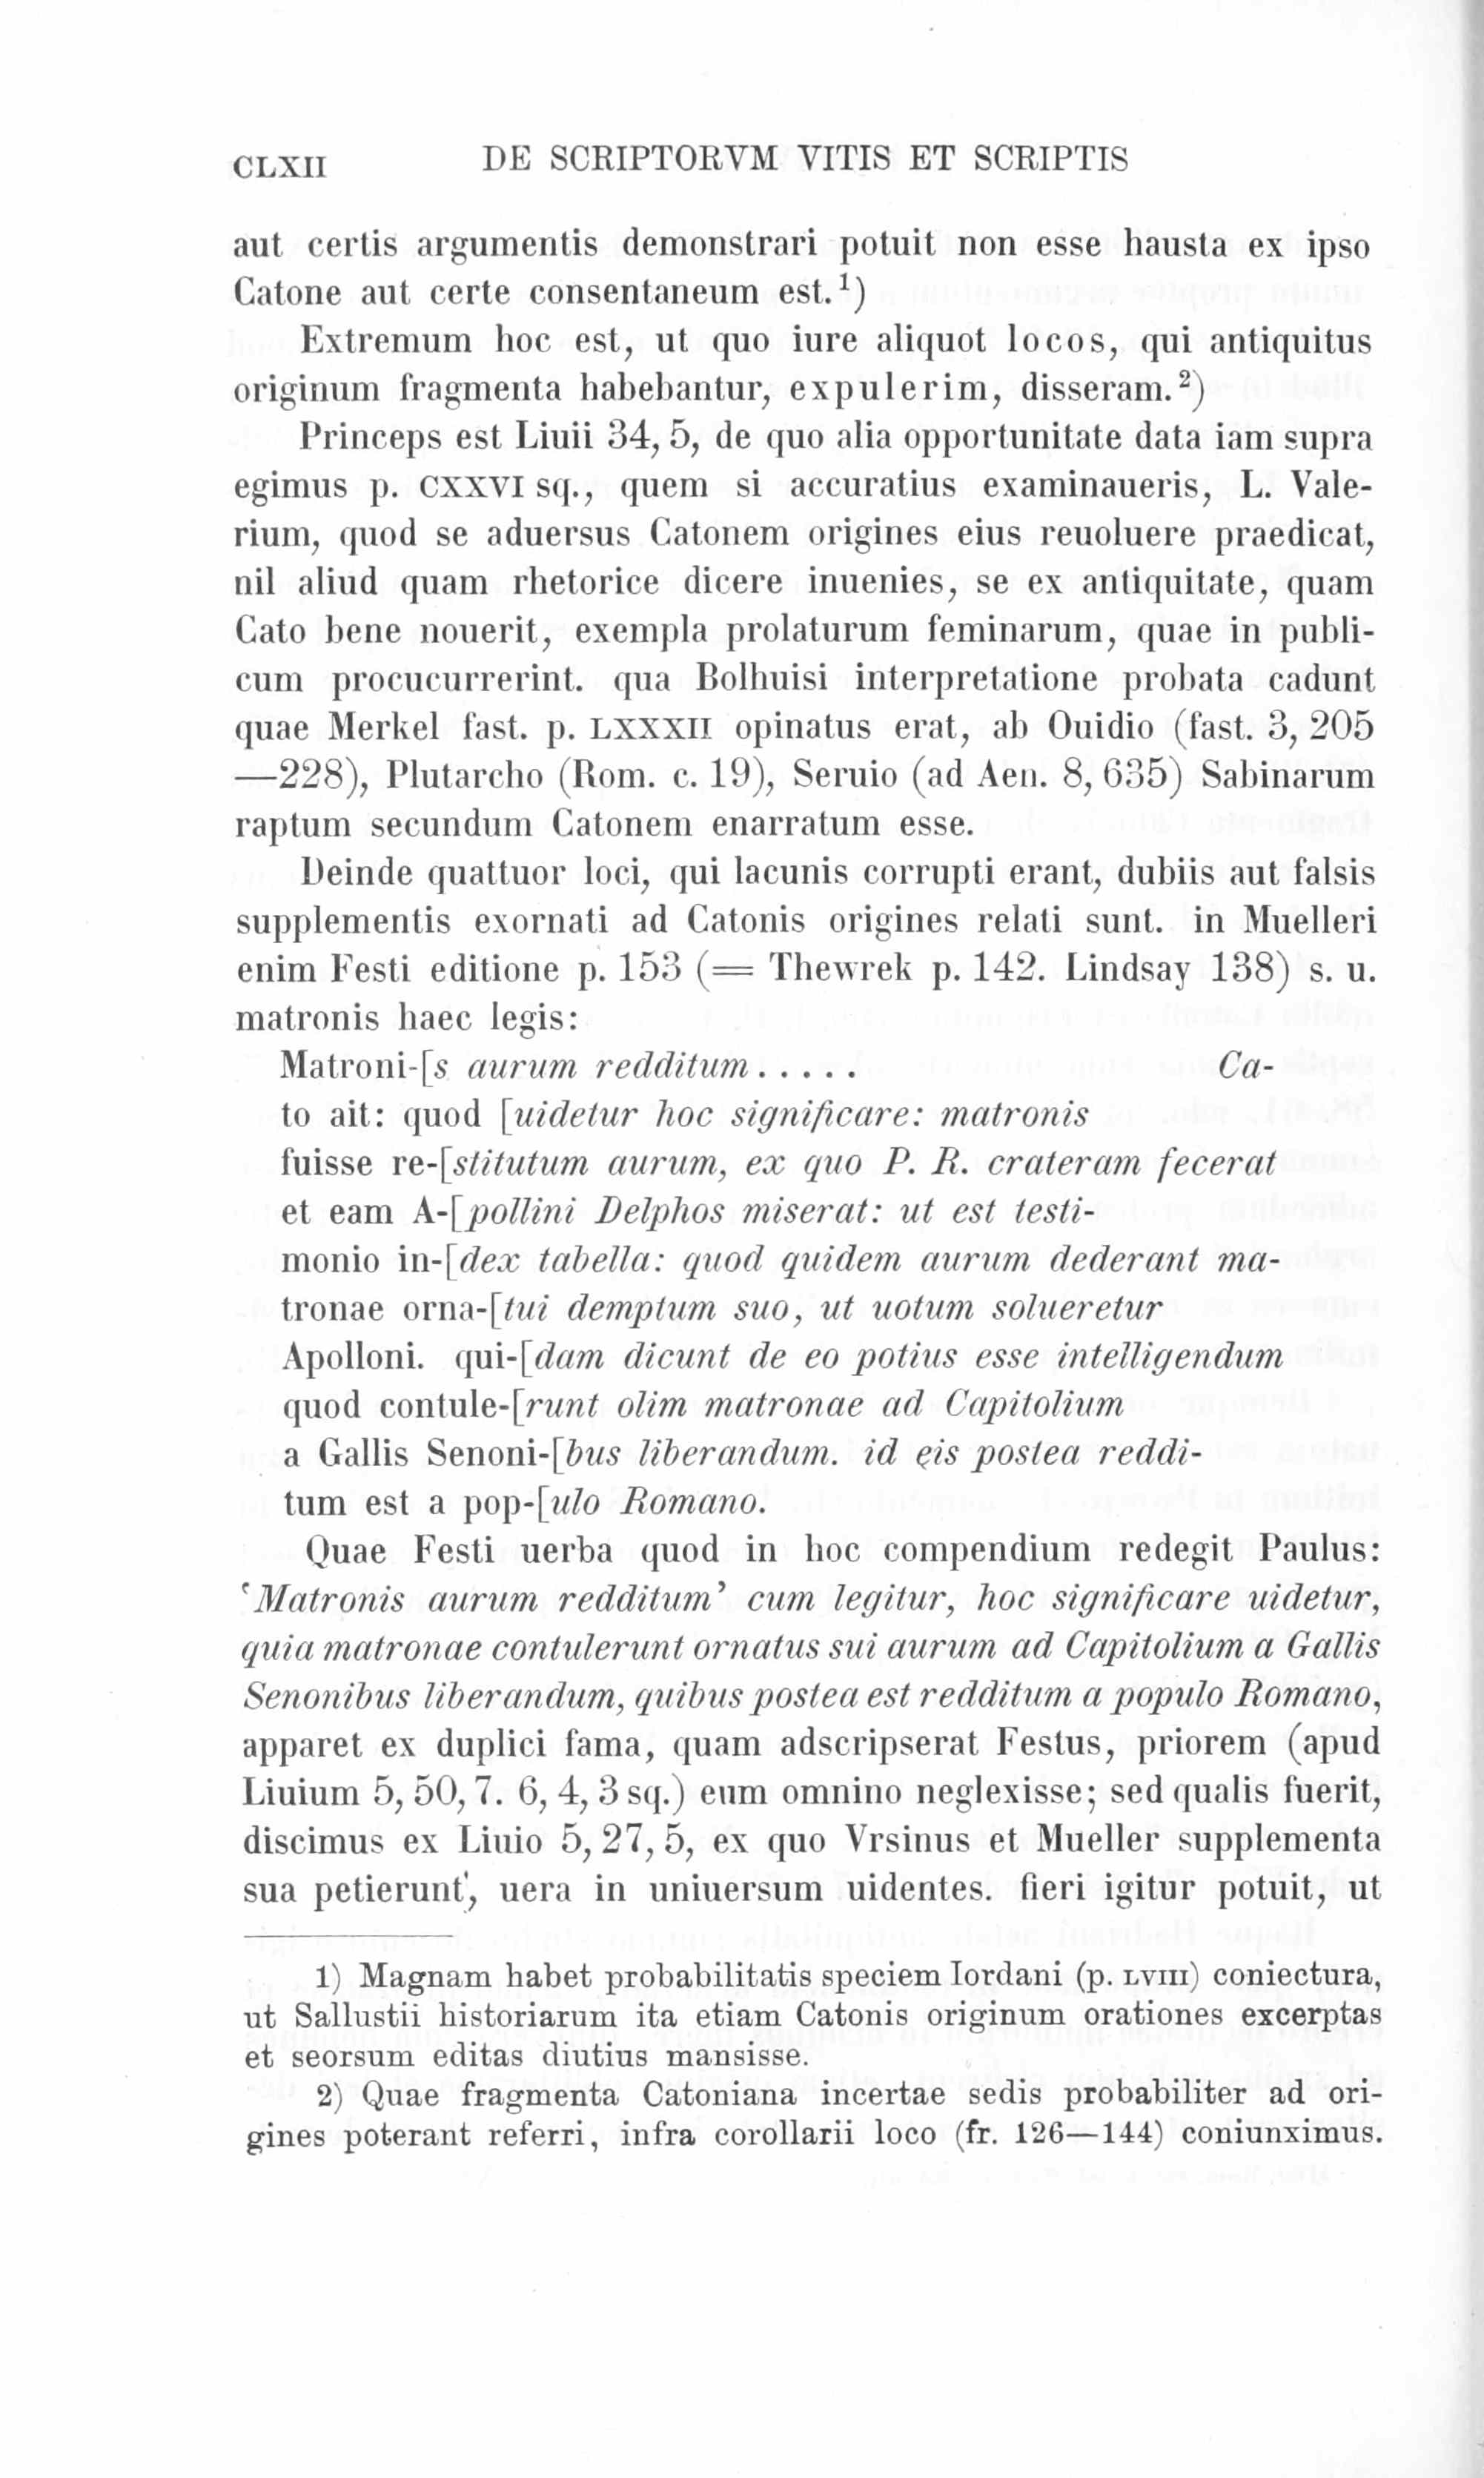 CLXII DE SCRIPTORVM VITIS ET SCRIPTIS
aut certis argumentis demonstrari potuit non esse hausta ex ipso
Catone aut certe consentaneum est.¹)
Extremum hoc est, ut quo iure aliquot locos, qui antiquitus
originum fragmenta habebantur, expulerim, disseram.²)
Princeps est Liuii 34, 5, de quo alia opportunitate data iam supra
egimus p. CXXVI sq., quem si accuratius examinaueris, L. Vale-
rium, quod se aduersus Catonem origines eius reuoluere praedicat,
nil aliud quam rhetorice dicere inuenies, se ex antiquitate, quam
Cato bene nouerit, exempla prolaturum feminarum, quae in publi-
cum procucurrerint. qua Bolhuisi interpretatione probata cadunt
quae Merkel fast. p. LXXXII opinatus erat, ab Ouidio (fast. 3, 205
—228), Plutarcho (Rom. c. 19), Seruio (ad Aen. 8, 635) Sabinarum
raptum secundum Catonem enarratum esse.
Deinde quattuor loci, qui lacunis corrupti erant, dubiis aut falsis
supplementis exornati ad Catonis origines relati sunt. in Muelleri
enim Festi editione p. 153 (= Thewrek p. 142. Lindsay 138) s. u.
matronis haec legis:
Matroni-[s aurum redditum . . . . . Ca-
to ait: quod [uidetur hoc significare: matronis
fuisse re-[stitutum aurum, ex quo P. R. crateram fecerat
et eam A-[pollini Delphos miserat: ut est testi-
monio in-[dex tabella: quod quidem aurum dederant ma-
tronae orna-[tui demptum suo, ut uotum solueretur
Apolloni. qui-[dam dicunt de eo potius esse intelligendum
quod contule-[runt olim matronae ad Capitolium
a Gallis Senoni-[bus liberandum. id eis postea reddi-
tum est a pop-[ulo Romano.
Quae Festi uerba quod in hoc compendium redegit Paulus:
‘Matronis aurum redditum’ cum legitur, hoc significare uidetur,
quia matronae contulerunt ornatus sui aurum ad Capitolium a Gallis
Senonibus liberandum, quibus postea est redditum a populo Romano,
apparet ex duplici fama, quam adscripserat Festus, priorem (apud
Liuium 5, 50, 7. 6, 4, 3 sq.) eum omnino neglexisse; sed qualis fuerit,
discimus ex Liuio 5, 27, 5, ex quo Vrsinus et Mueller supplementa
sua petierunt, uera in uniuersum uidentes. fieri igitur potuit, ut
1) Magnam habet probabilitatis speciem Iordani (p. LVIII) coniectura,
ut Sallustii historiarum ita etiam Catonis originum orationes excerptas
et seorsum editas diutius mansisse.
2) Quae fragmenta Catoniana incertae sedis probabiliter ad ori-
gines poterant referri, infra corollarii loco (fr. 126—144) coniunximus.